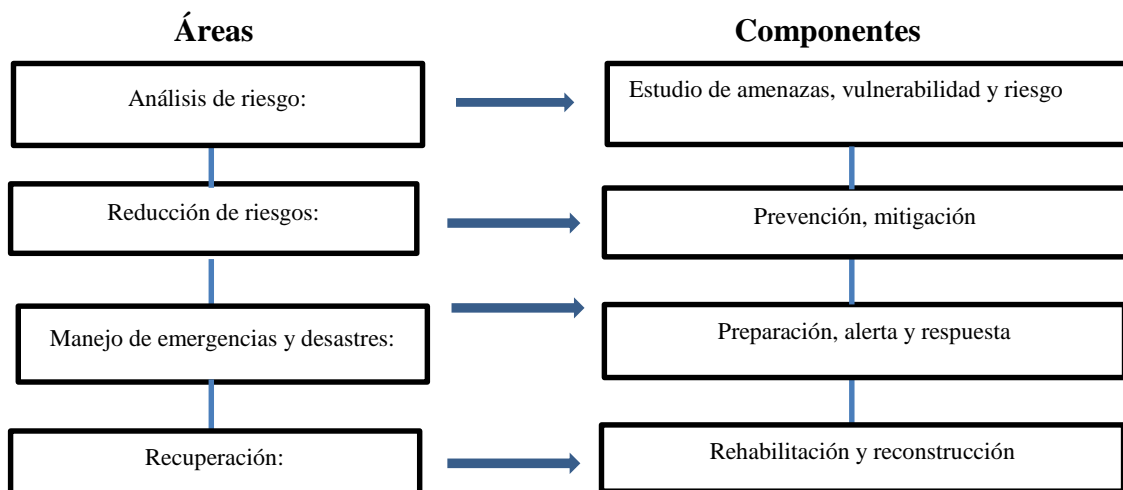 Áreas
Componentes
Análisis de riesgo:
Estudio de amenazas, vulnerabilidad y riesgo
Reducción de riesgos:
Prevención, mitigación
Manejo de emergencias y desastres:
Preparación, alerta y respuesta
Recuperación:
Rehabilitación y reconstrucción